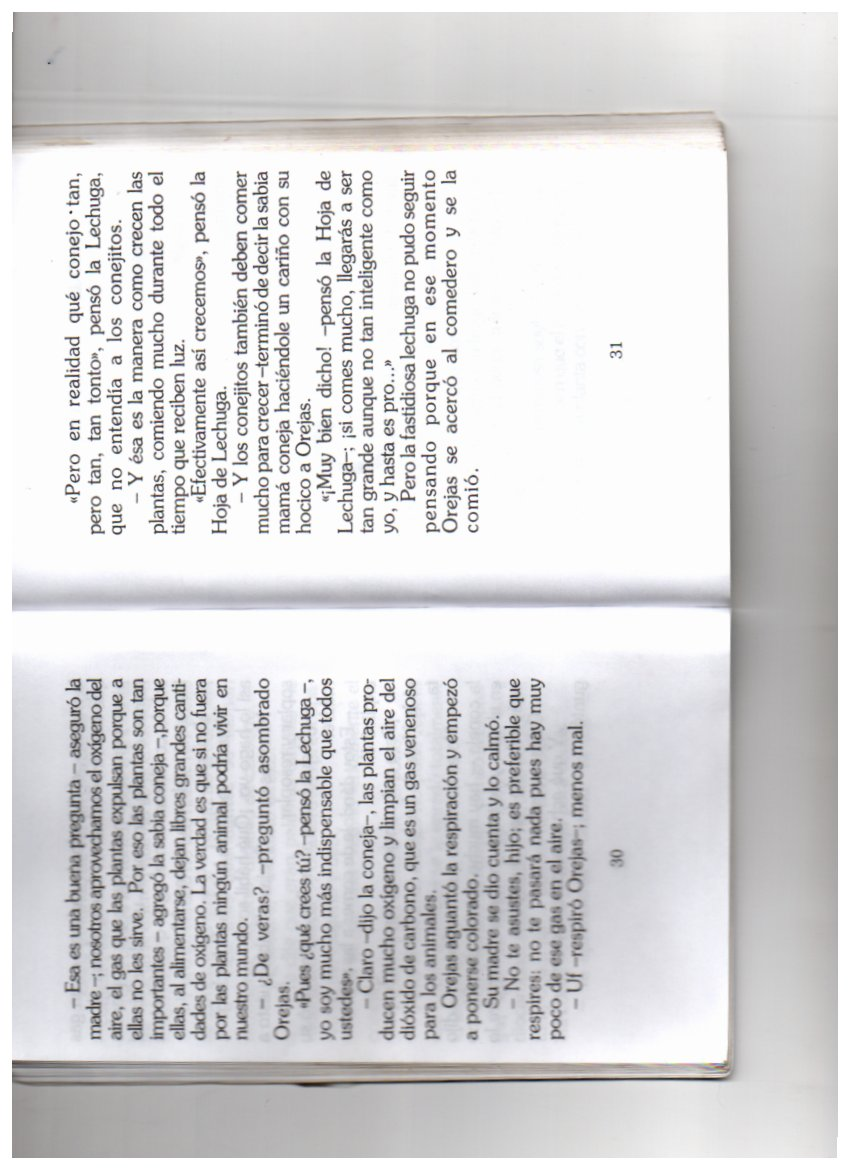 – Esa es una buena pregunta – aseguró la
madre –; nosotros aprovechamos el oxígeno del
aire, el gas que las plantas expulsan porque a
ellas no les sirve. Por eso las plantas son tan
importantes – agregó la sabia coneja –,porque
ellas, al alimentarse, dejan libres grandes canti-
dades de oxígeno. La verdad es que si no fuera
por las plantas ningún animal podría vivir en
nuestro mundo.
– ¿De veras? –preguntó asombrado
Orejas.
«Pues ¿qué crees tú? –pensó la Lechuga –,
yo soy mucho más indispensable que todos
ustedes».
– Claro –dijo la coneja–, las plantas pro-
ducen mucho oxígeno y limpian el aire del
dióxido de carbono, que es un gas venenoso
para los animales.
Orejas aguantó la respiración y empezó
a ponerse colorado.
Su madre se dio cuenta y lo calmó.
– No te asustes, hijo; es preferible que
respires: no te pasará nada pues hay muy
poco de ese gas en el aire.
– Uf –respiró Orejas–; menos mal.
30
«Pero en realidad qué conejo tan,
pero tan, tan tonto», pensó la Lechuga,
que no entendía a los conejitos.
– Y ésa es la manera como crecen las
plantas, comiendo mucho durante todo el
tiempo que reciben luz.
«Efectivamente así crecemos», pensó la
Hoja de Lechuga.
– Y los conejitos también deben comer
mucho para crecer –terminó de decir la sabia
mamá coneja haciéndole un cariño con su
hocico a Orejas.
«¡Muy bien dicho! –pensó la Hoja de
Lechuga–; ¡si comes mucho, llegarás a ser
tan grande aunque no tan inteligente como
yo, y hasta es pro...»
Pero la fastidiosa lechuga no pudo seguir
pensando porque en ese momento
Orejas se acercó al comedero y se la
comió.
31